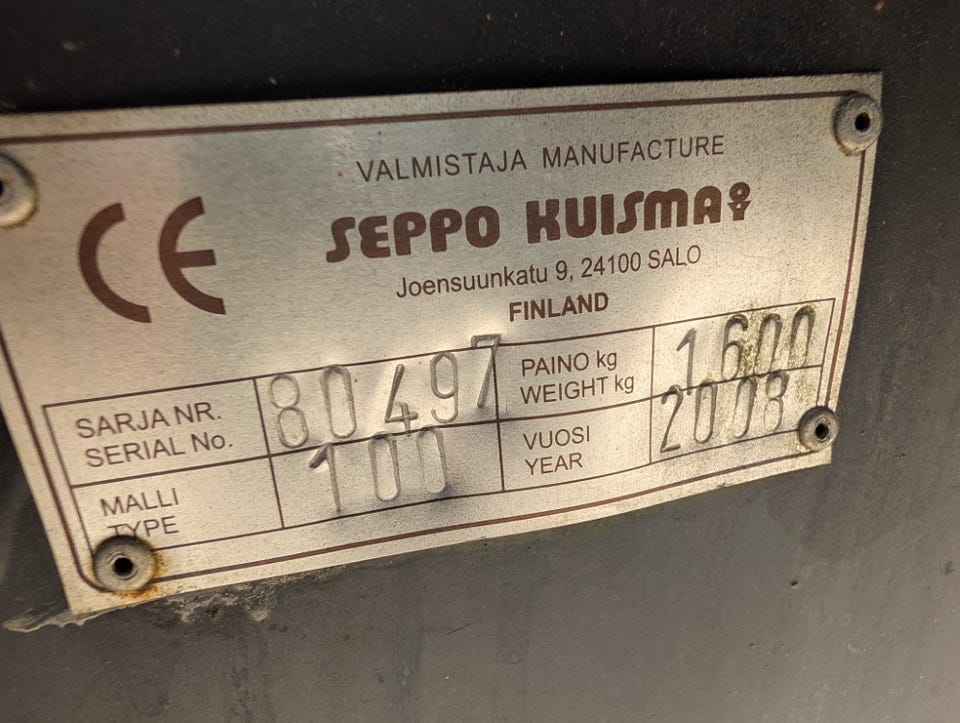 VALMISTAJA MANUFACTURE
CE
SEPPO KUISMA
Joensuunkatu 9, 24100 SALO
FINLAND
SARJA NR.
SERIAL No.
80497
PAINO kg
WEIGHT kg
1600
MALLI
TYPE
100
VUOSI
YEAR
2008